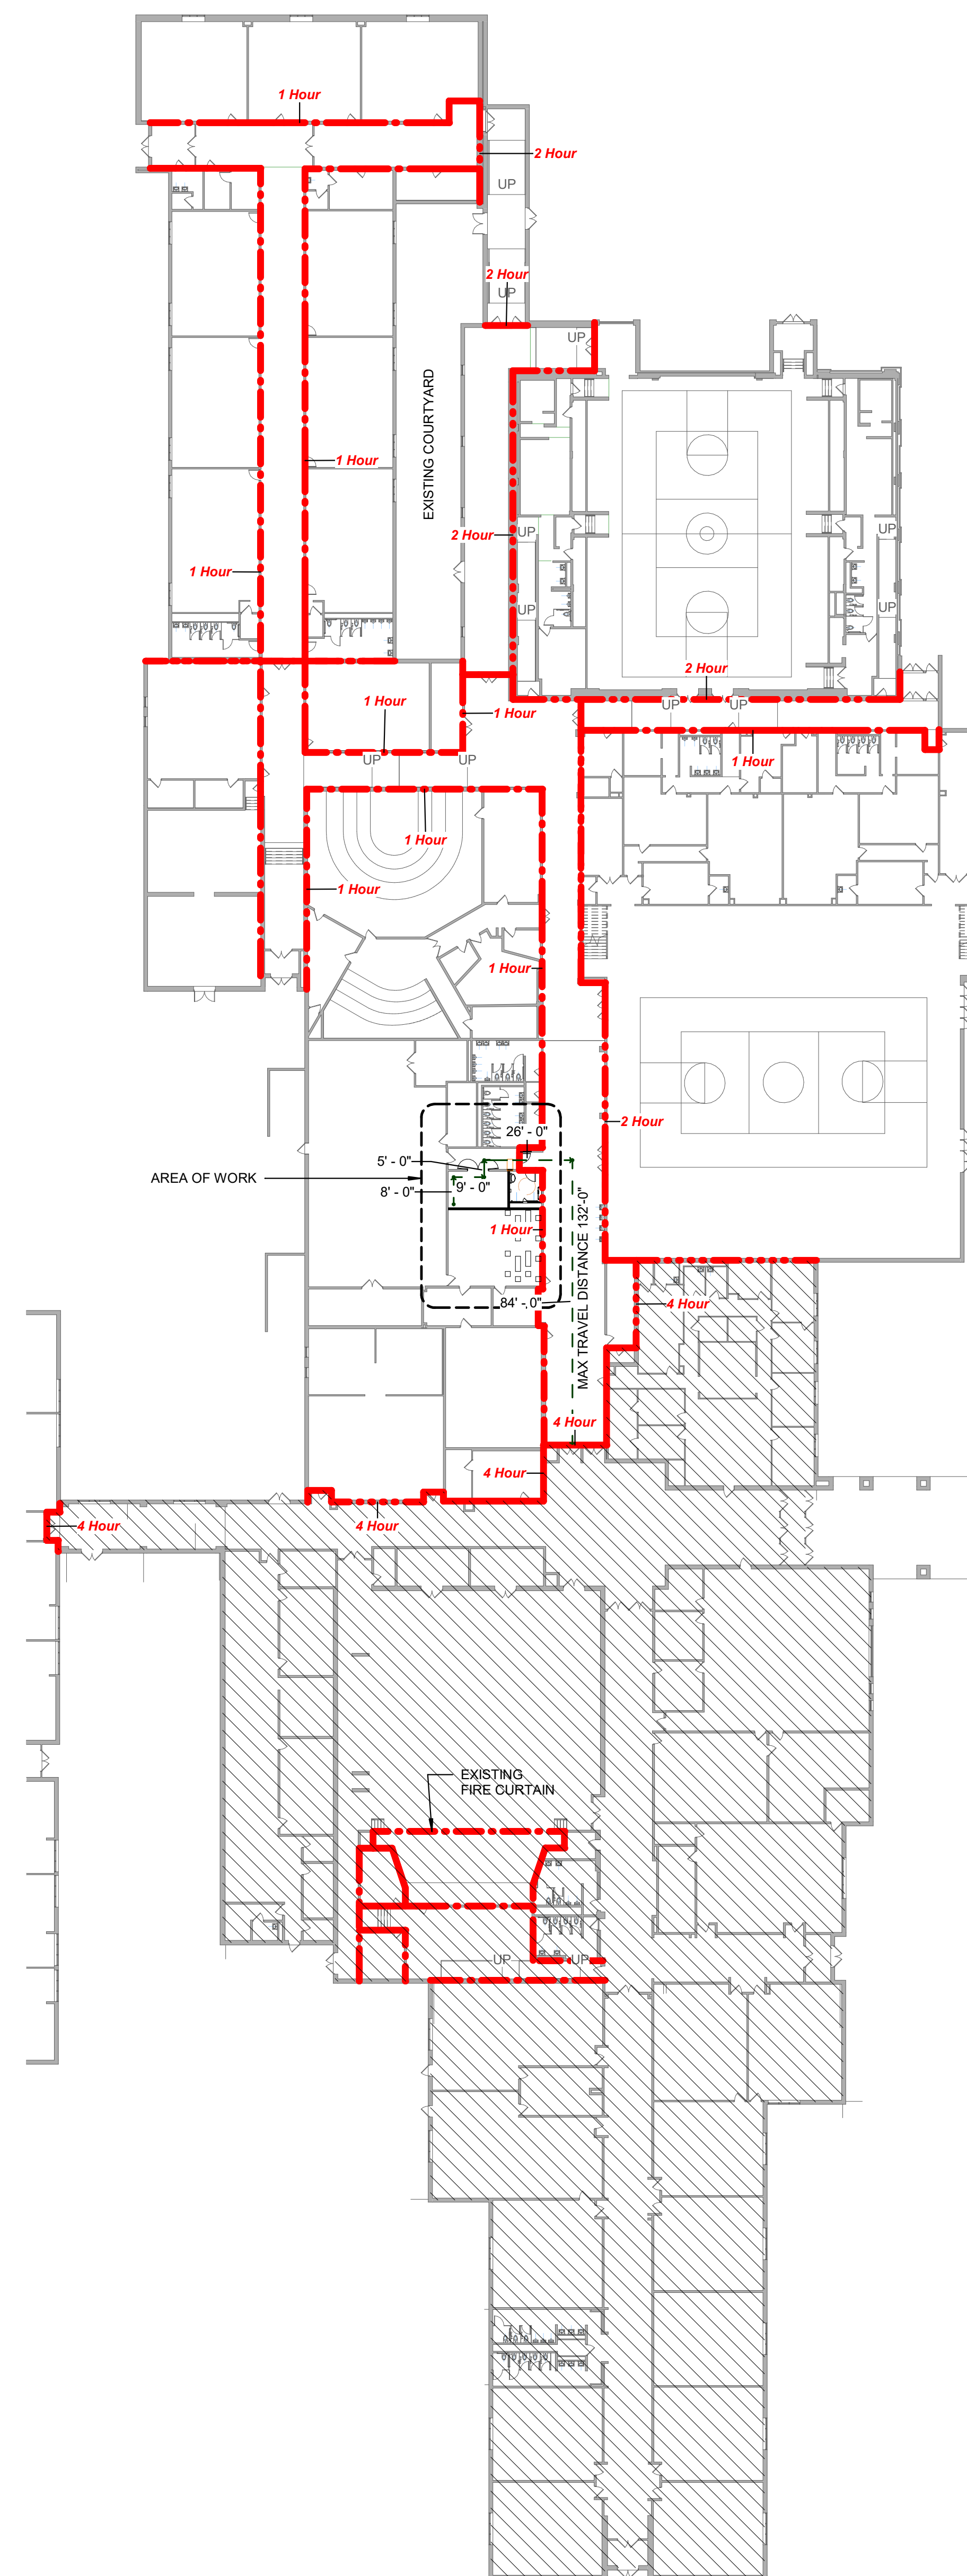 1 Hour
2 Hour
UP
2 Hour
UP
UP
EXISTING COURTYARD
1 Hour
UP
2 Hour
UP
1 Hour
UP
UP
2 Hour
1 Hour
1 Hour
UP
UP
UP
UP
1 Hour
1 Hour
1 Hour
1 Hour
2 Hour
26' - 0"
5' - 0"
AREA OF WORK
8' - 0"
9' - 0"
1 Hour
MAX TRAVEL DISTANCE 132'-0"
84' - 0"
4 Hour
4 Hour
4 Hour
4 Hour
4 Hour
EXISTING
FIRE CURTAIN
UP
UP